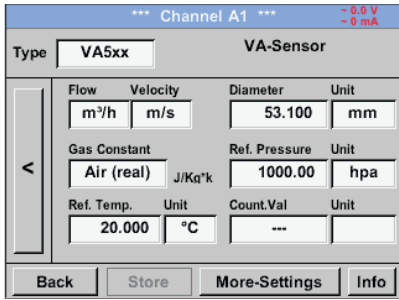 *** Channel A1 ***
~ 0.0 V
~ 0 mA
Type VA5xx VA-Sensor
Flow Velocity Diameter Unit
m³/h m/s 53.100 mm
Gas Constant Ref. Pressure Unit
< Air (real) J/Kg*k 1000.00 hpa
Ref. Temp. Unit Count.Val Unit
20.000 °C ---
Back Store More-Settings Info